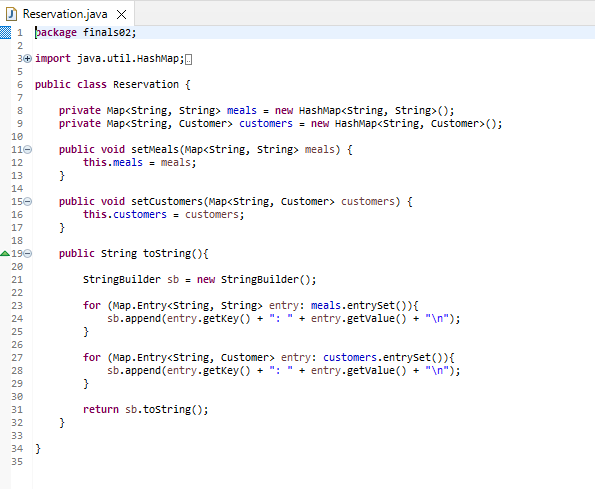 Reservation.java
1 package finals02;
2
3 import java.util.HashMap;
5
6 public class Reservation {
7
8 private Map<String, String> meals = new HashMap<String, String>();
9 private Map<String, Customer> customers = new HashMap<String, Customer>();
10
11 public void setMeals(Map<String, String> meals) {
12 this.meals = meals;
13 }
14
15 public void setCustomers(Map<String, Customer> customers) {
16 this.customers = customers;
17 }
18
19 public String toString(){
20
21 StringBuilder sb = new StringBuilder();
22
23 for (Map.Entry<String, String> entry: meals.entrySet()){
24 sb.append(entry.getKey() + ": " + entry.getValue() + "\n");
25 }
26
27 for (Map.Entry<String, Customer> entry: customers.entrySet()){
28 sb.append(entry.getKey() + ": " + entry.getValue() + "\n");
29 }
30
31 return sb.toString();
32 }
33
34 }
35